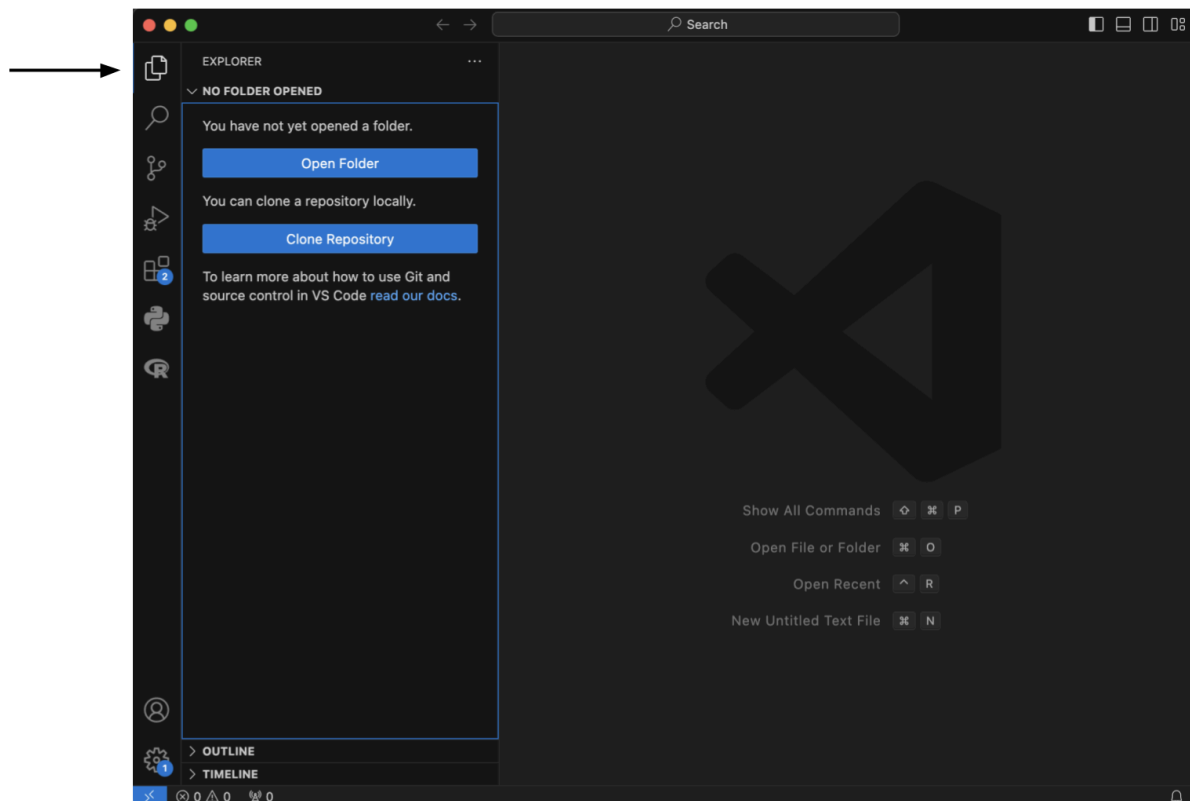 Search
EXPLORER
NO FOLDER OPENED
You have not yet opened a folder.
Open Folder
You can clone a repository locally.
Clone Repository
2
To learn more about how to use Git and
source control in VS Code read our docs.
R
Show All Commands ⇧ ⌘ P
Open File or Folder ⌘ O
Open Recent ^ R
New Untitled Text File ⌘ N
OUTLINE
1
TIMELINE
0 0 0